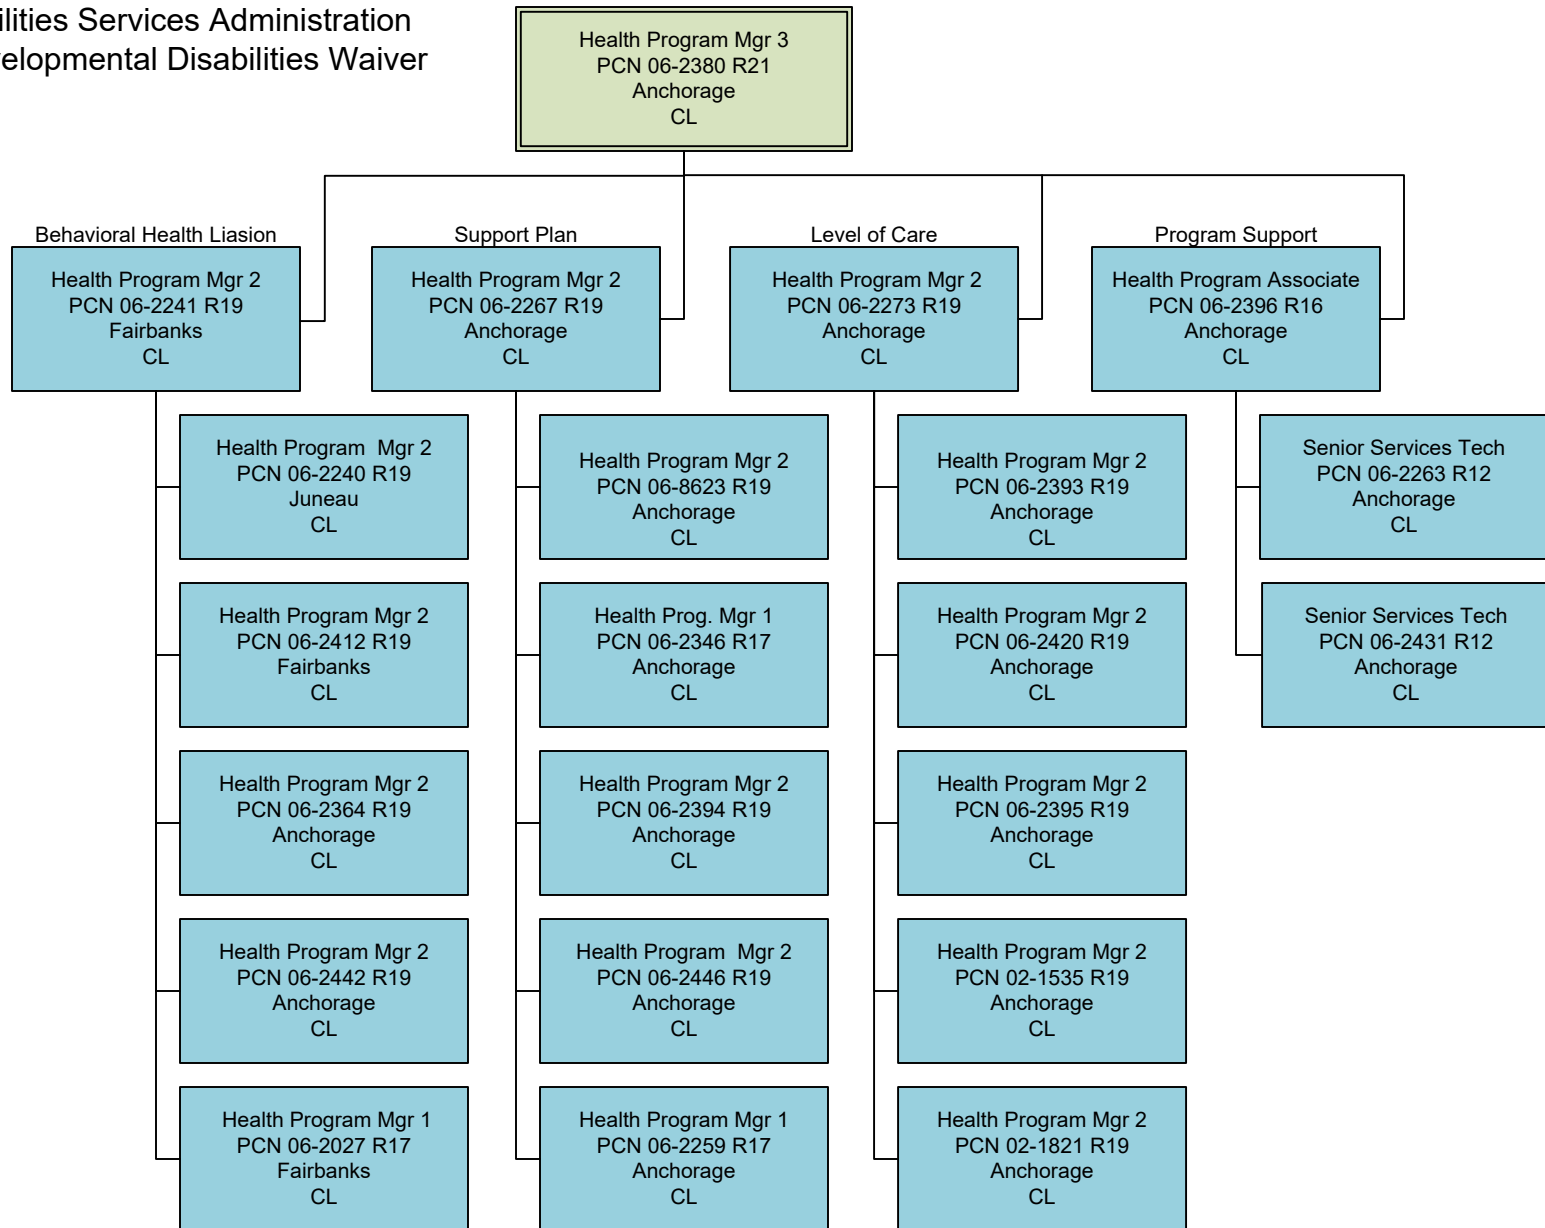 ilities Services Administration
velopmental Disabilities Waiver
Health Program Mgr 3
PCN 06-2380 R21
Anchorage
CL
Behavioral Health Liasion
Health Program Mgr 2
PCN 06-2241 R19
Fairbanks
CL
Support Plan
Health Program Mgr 2
PCN 06-2267 R19
Anchorage
CL
Level of Care
Health Program Mgr 2
PCN 06-2273 R19
Anchorage
CL
Program Support
Health Program Associate
PCN 06-2396 R16
Anchorage
CL
Health Program  Mgr 2
PCN 06-2240 R19
Juneau
CL
Health Program Mgr 2
PCN 06-8623 R19
Anchorage
CL
Health Program Mgr 2
PCN 06-2393 R19
Anchorage
CL
Senior Services Tech
PCN 06-2263 R12
Anchorage
CL
Health Program Mgr 2
PCN 06-2412 R19
Fairbanks
CL
Health Prog. Mgr 1
PCN 06-2346 R17
Anchorage
CL
Health Program Mgr 2
PCN 06-2420 R19
Anchorage
CL
Senior Services Tech
PCN 06-2431 R12
Anchorage
CL
Health Program Mgr 2
PCN 06-2364 R19
Anchorage
CL
Health Program Mgr 2
PCN 06-2394 R19
Anchorage
CL
Health Program Mgr 2
PCN 06-2395 R19
Anchorage
CL
Health Program Mgr 2
PCN 06-2442 R19
Anchorage
CL
Health Program  Mgr 2
PCN 06-2446 R19
Anchorage
CL
Health Program Mgr 2
PCN 02-1535 R19
Anchorage
CL
Health Program Mgr 1
PCN 06-2027 R17
Fairbanks
CL
Health Program Mgr 1
PCN 06-2259 R17
Anchorage
CL
Health Program Mgr 2
PCN 02-1821 R19
Anchorage
CL